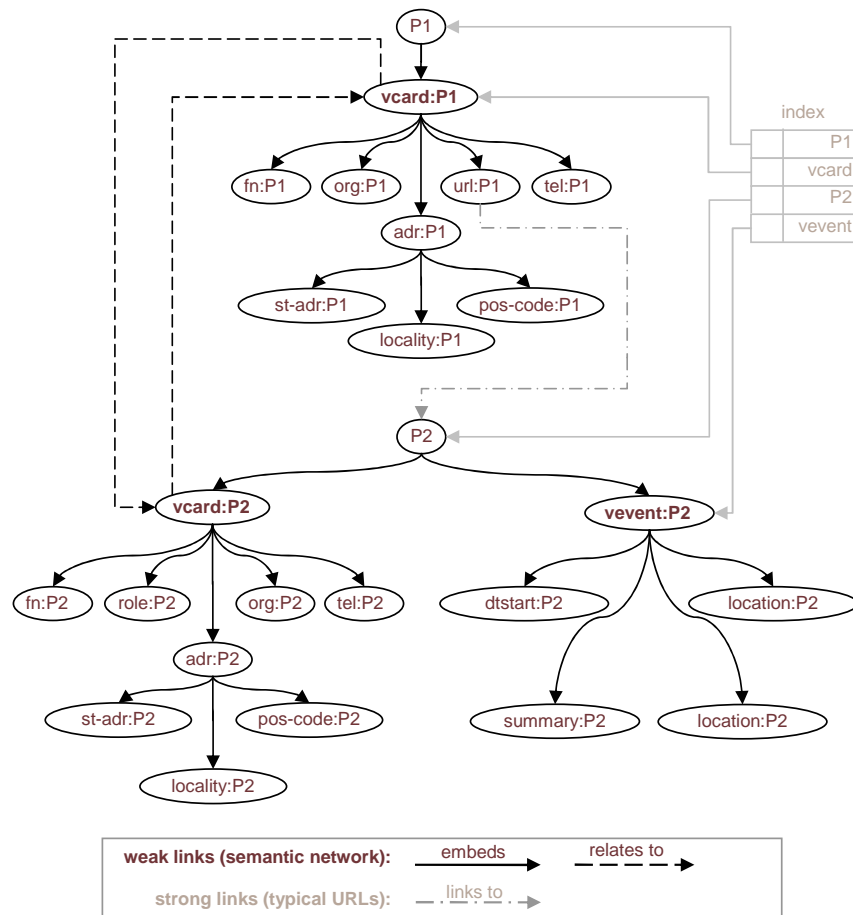 P1
vcard:P1
index
P1
vcard
P2
vevent
fn:P1
org:P1
url:P1
tel:P1
adr:P1
st-adr:P1
pos-code:P1
locality:P1
P2
vcard:P2
vevent:P2
fn:P2
role:P2
org:P2
tel:P2
dtstart:P2
location:P2
adr:P2
st-adr:P2
pos-code:P2
summary:P2
location:P2
locality:P2
weak links (semantic network): embeds relates to
strong links (typical URLs): links to